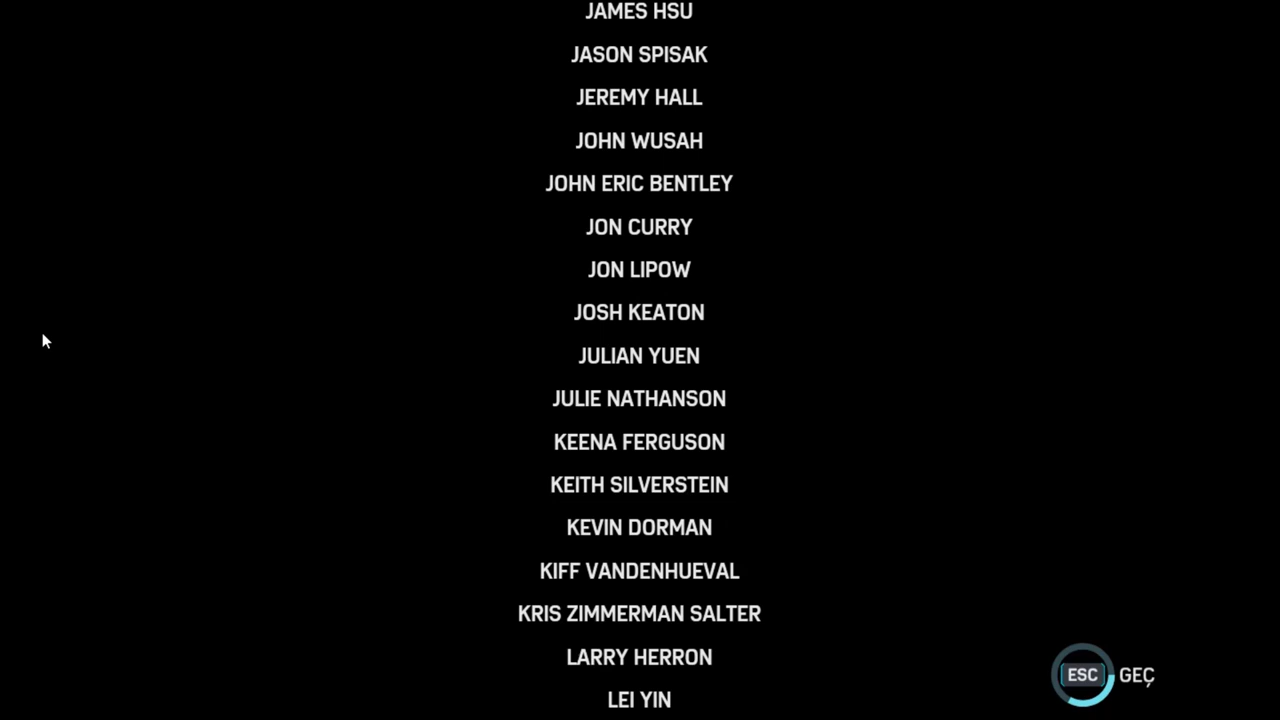 JAMES HSU
JASON SPISAK
JEREMY HALL
JOHN WUSAH
JOHN ERIC BENTLEY
JON CURRY
JON LIPOW
JOSH KEATON
JULIAN YUEN
JULIE NATHANSON
KEENA FERGUSON
KEITH SILVERSTEIN
KEVIN DORMAN
KIFF VANDENHUEVAL
KRIS ZIMMERMAN SALTER
LARRY HERRON
ESC GEÇ
LEI YIN